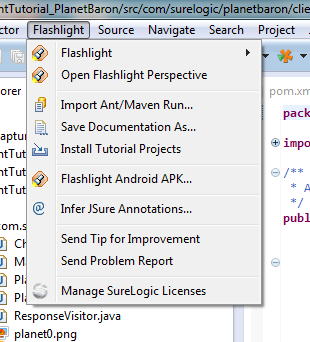 ntTutorial_PlanetBaron/src/com/surelogic/planetbaron/clie
ctor Flashlight Source Navigate Search Project
Flashlight
Open Flashlight Perspective
Import Ant/Maven Run...
Save Documentation As...
Install Tutorial Projects
Flashlight Android APK...
Infer JSure Annotations...
Send Tip for Improvement
Send Problem Report
Manage SureLogic Licenses
orer
aptur
ntTut
ntTut
ntTut
om.s
Ch
Ma
Pla
Pla
ResponseVisitor.java
planet0.png
pom.xm
pack
impo
/**
* A
*/
publ